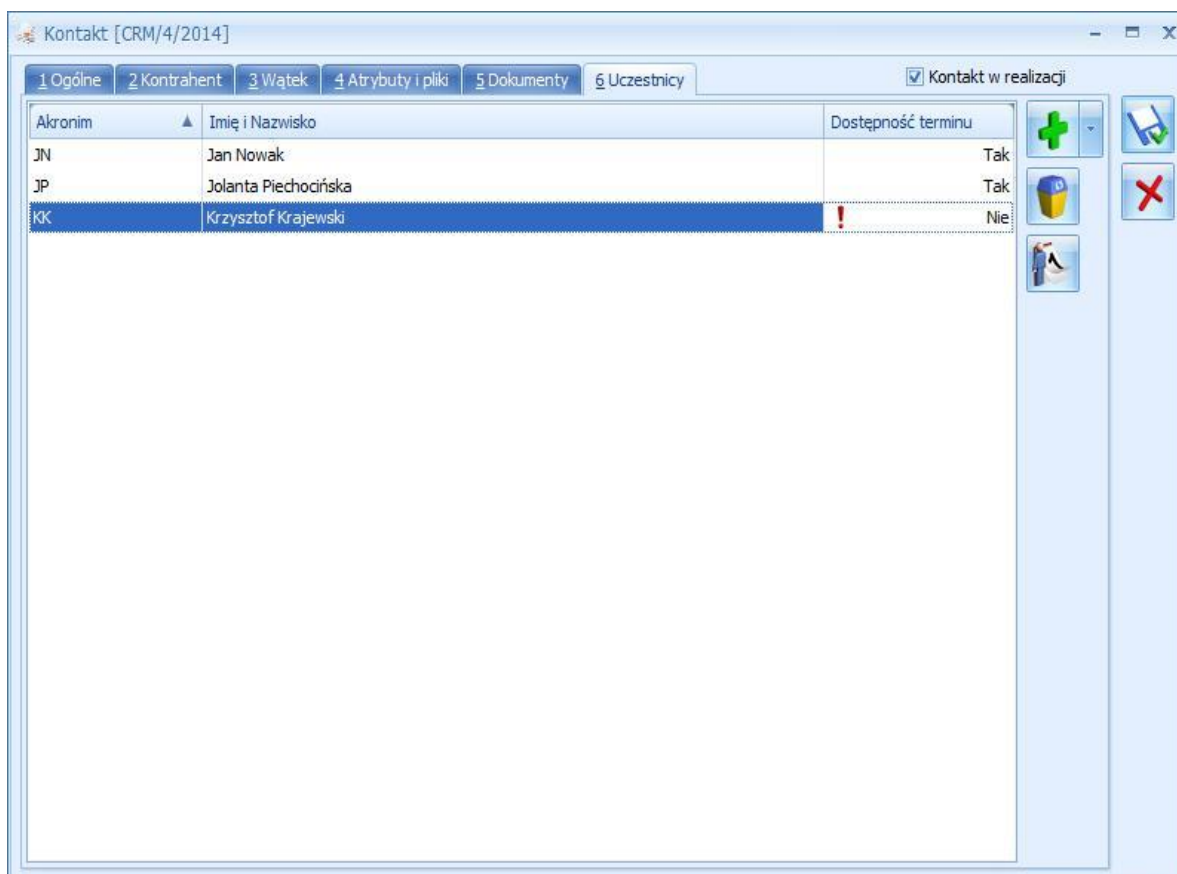 Kontakt [CRM/4/2014]
1 Ogólne 2 Kontrahent 3 Wątek 4 Atrybuty i pliki 5 Dokumenty 6 Uczestnicy Kontakt w realizacji
Akronim Imię i Nazwisko Dostępność terminu
JN Jan Nowak Tak
JP Jolanta Piechocińska Tak
KK Krzysztof Krajewski Nie